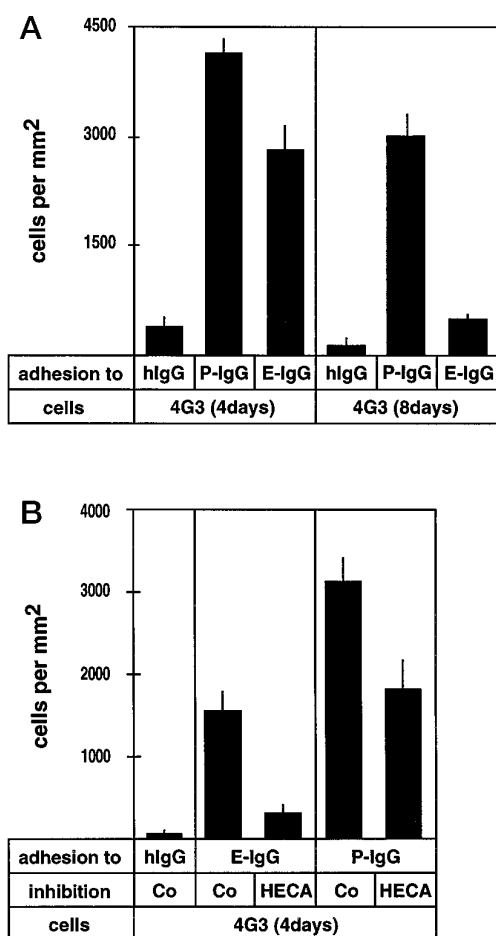 A
4500
3000
1500
cells per mm2
adhesion to hIgG P-IgG E-IgG hIgG P-IgG E-IgG
cells 4G3 (4days) 4G3 (8days)
B
4000
3000
2000
1000
cells per mm2
adhesion to hIgG E-IgG P-IgG
inhibition Co Co HECA Co HECA
cells 4G3 (4days)